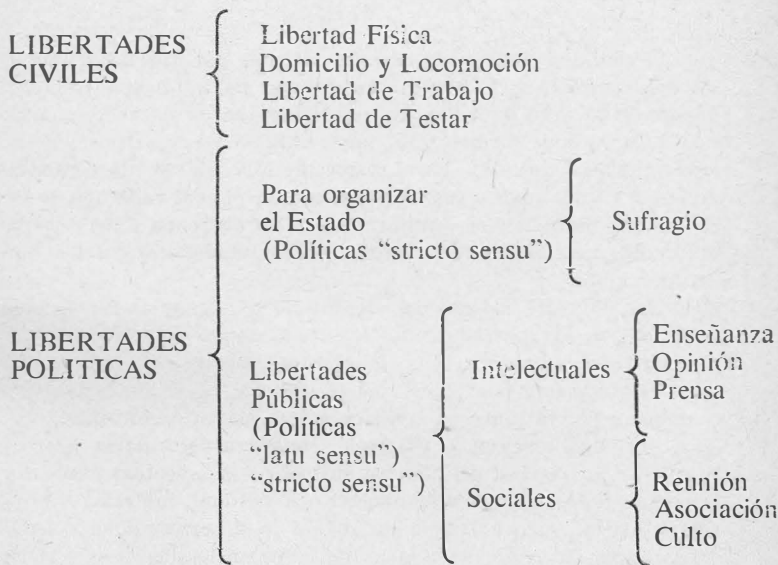 LIBERTADES
CIVILES
Libertad Física
Domicilio y Locomoción
Libertad de Trabajo
Libertad de Testar
LIBERTADES
POLITICAS
Para organizar
el Estado
(Políticas “stricto sensu”)
Sufragio
Libertades
Públicas
(Políticas
“latu sensu”)
“stricto sensu”)
Intelectuales
Enseñanza
Opinión
Prensa
Sociales
Reunión
Asociación
Culto